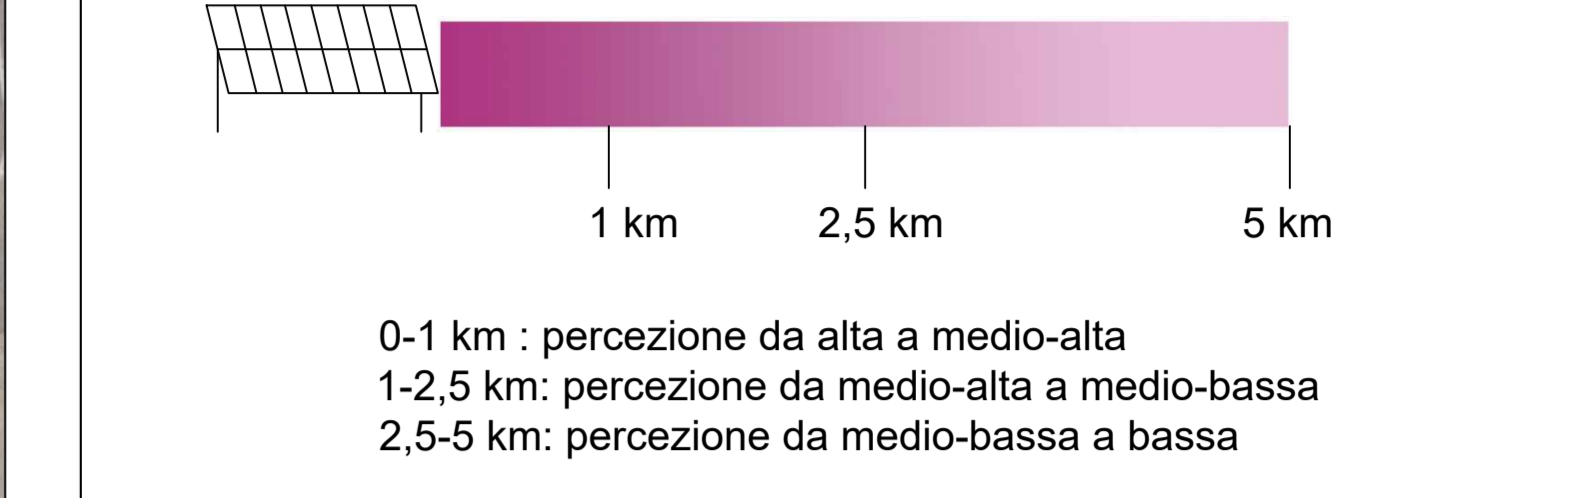 1 km 2,5 km 5 km
0-1 km : percezione da alta a medio-alta
1-2,5 km: percezione da medio-alta a medio-bassa
2,5-5 km: percezione da medio-bassa a bassa